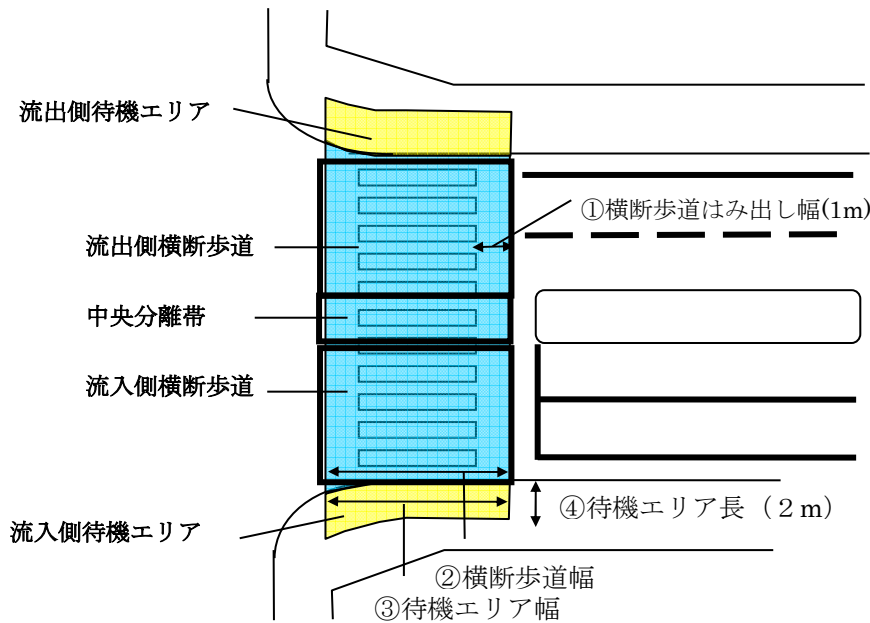 流出側待機エリア
①横断歩道はみ出し幅(1m)
流出側横断歩道
中央分離帯
流入側横断歩道
④待機エリア長（２ｍ）
流入側待機エリア
②横断歩道幅
③待機エリア幅